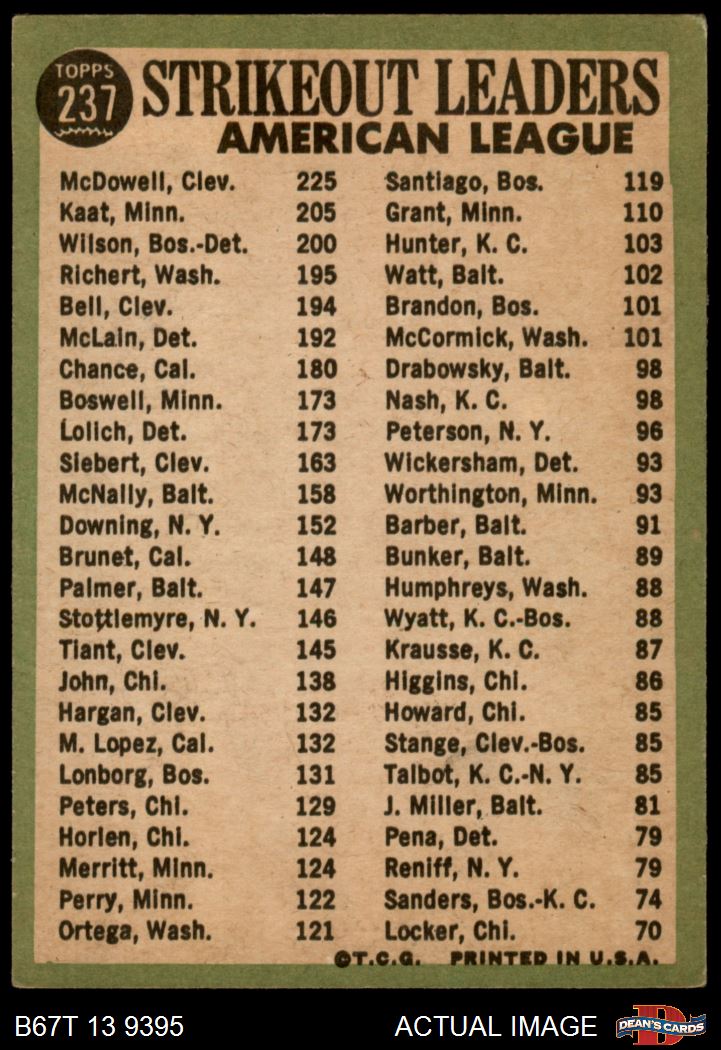 TOPPS
237
STRIKEOUT LEADERS
AMERICAN LEAGUE
McDowell, Clev. 225
Kaat, Minn. 205
Wilson, Bos.-Det. 200
Richert, Wash. 195
Bell, Clev. 194
McLain, Det. 192
Chance, Cal. 180
Boswell, Minn. 173
Lolich, Det. 173
Siebert, Clev. 163
McNally, Balt. 158
Downing, N. Y. 152
Brunet, Cal. 148
Palmer, Balt. 147
Stottlemyre, N. Y. 146
Tiant, Clev. 145
John, Chi. 138
Hargan, Clev. 132
M. Lopez, Cal. 132
Lonborg, Bos. 131
Peters, Chi. 129
Horlen, Chi. 124
Merritt, Minn. 124
Perry, Minn. 122
Ortega, Wash. 121
Santiago, Bos. 119
Grant, Minn. 110
Hunter, K. C. 103
Watt, Balt. 102
Brandon, Bos. 101
McCormick, Wash. 101
Drabowsky, Balt. 98
Nash, K. C. 98
Peterson, N. Y. 96
Wickersham, Det. 93
Worthington, Minn. 93
Barber, Balt. 91
Bunker, Balt. 89
Humphreys, Wash. 88
Wyatt, K. C.-Bos. 88
Krausse, K. C. 87
Higgins, Chi. 86
Howard, Chi. 85
Stange, Clev.-Bos. 85
Talbot, K. C.-N. Y. 85
J. Miller, Balt. 81
Pena, Det. 79
Reniff, N. Y. 79
Sanders, Bos.-K. C. 74
Locker, Chi. 70
©T.C.G. PRINTED IN U.S.A.
B67T 13 9395
ACTUAL IMAGE
D
DEAN'S CARDS